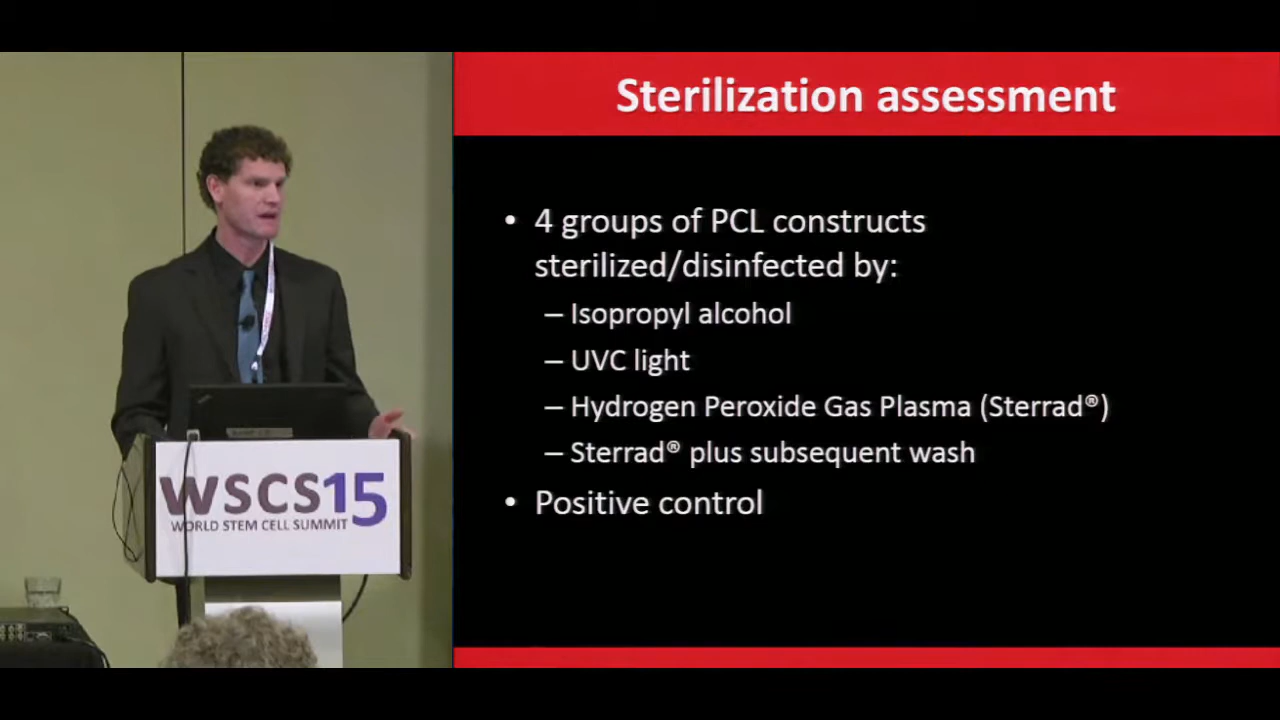 Sterilization assessment
• 4 groups of PCL constructs
sterilized/disinfected by:
– Isopropyl alcohol
– UVC light
– Hydrogen Peroxide Gas Plasma (Sterrad®)
– Sterrad® plus subsequent wash
• Positive control
WSCS15
WORLD STEM CELL SUMMIT